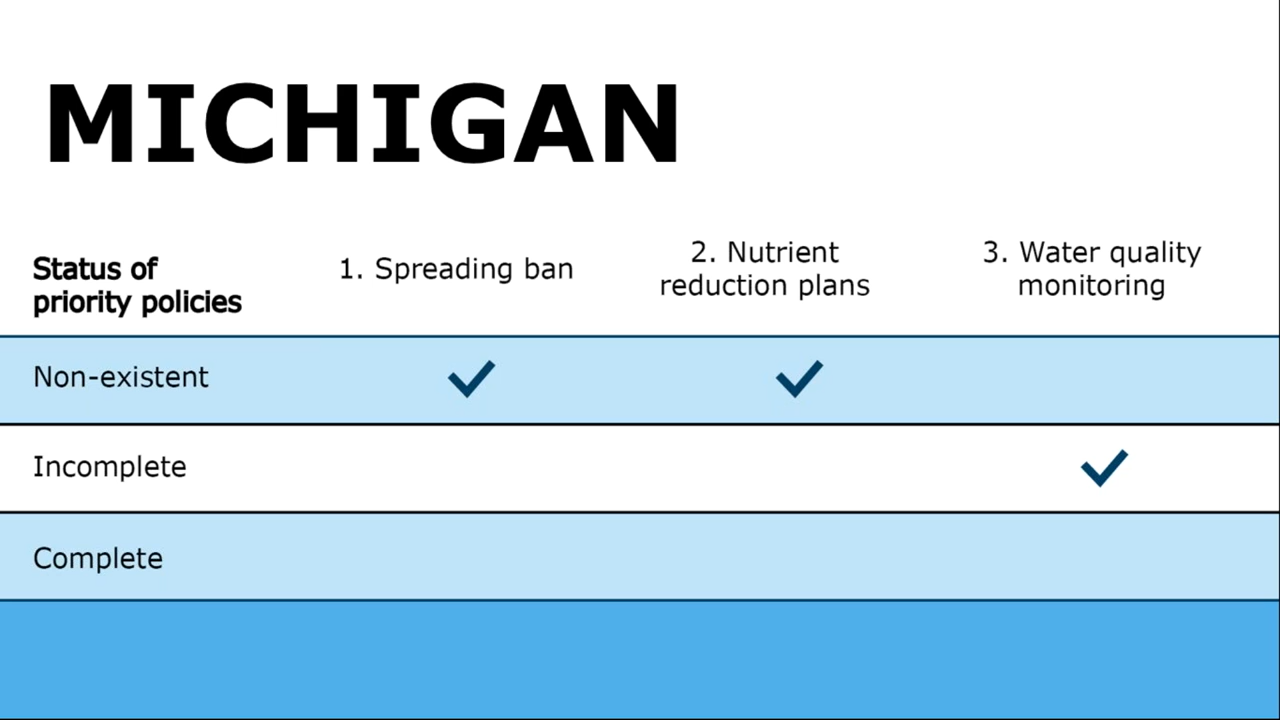 MICHIGAN
Status of
priority policies
1. Spreading ban
2. Nutrient
reduction plans
3. Water quality
monitoring
Non-existent
Incomplete
Complete